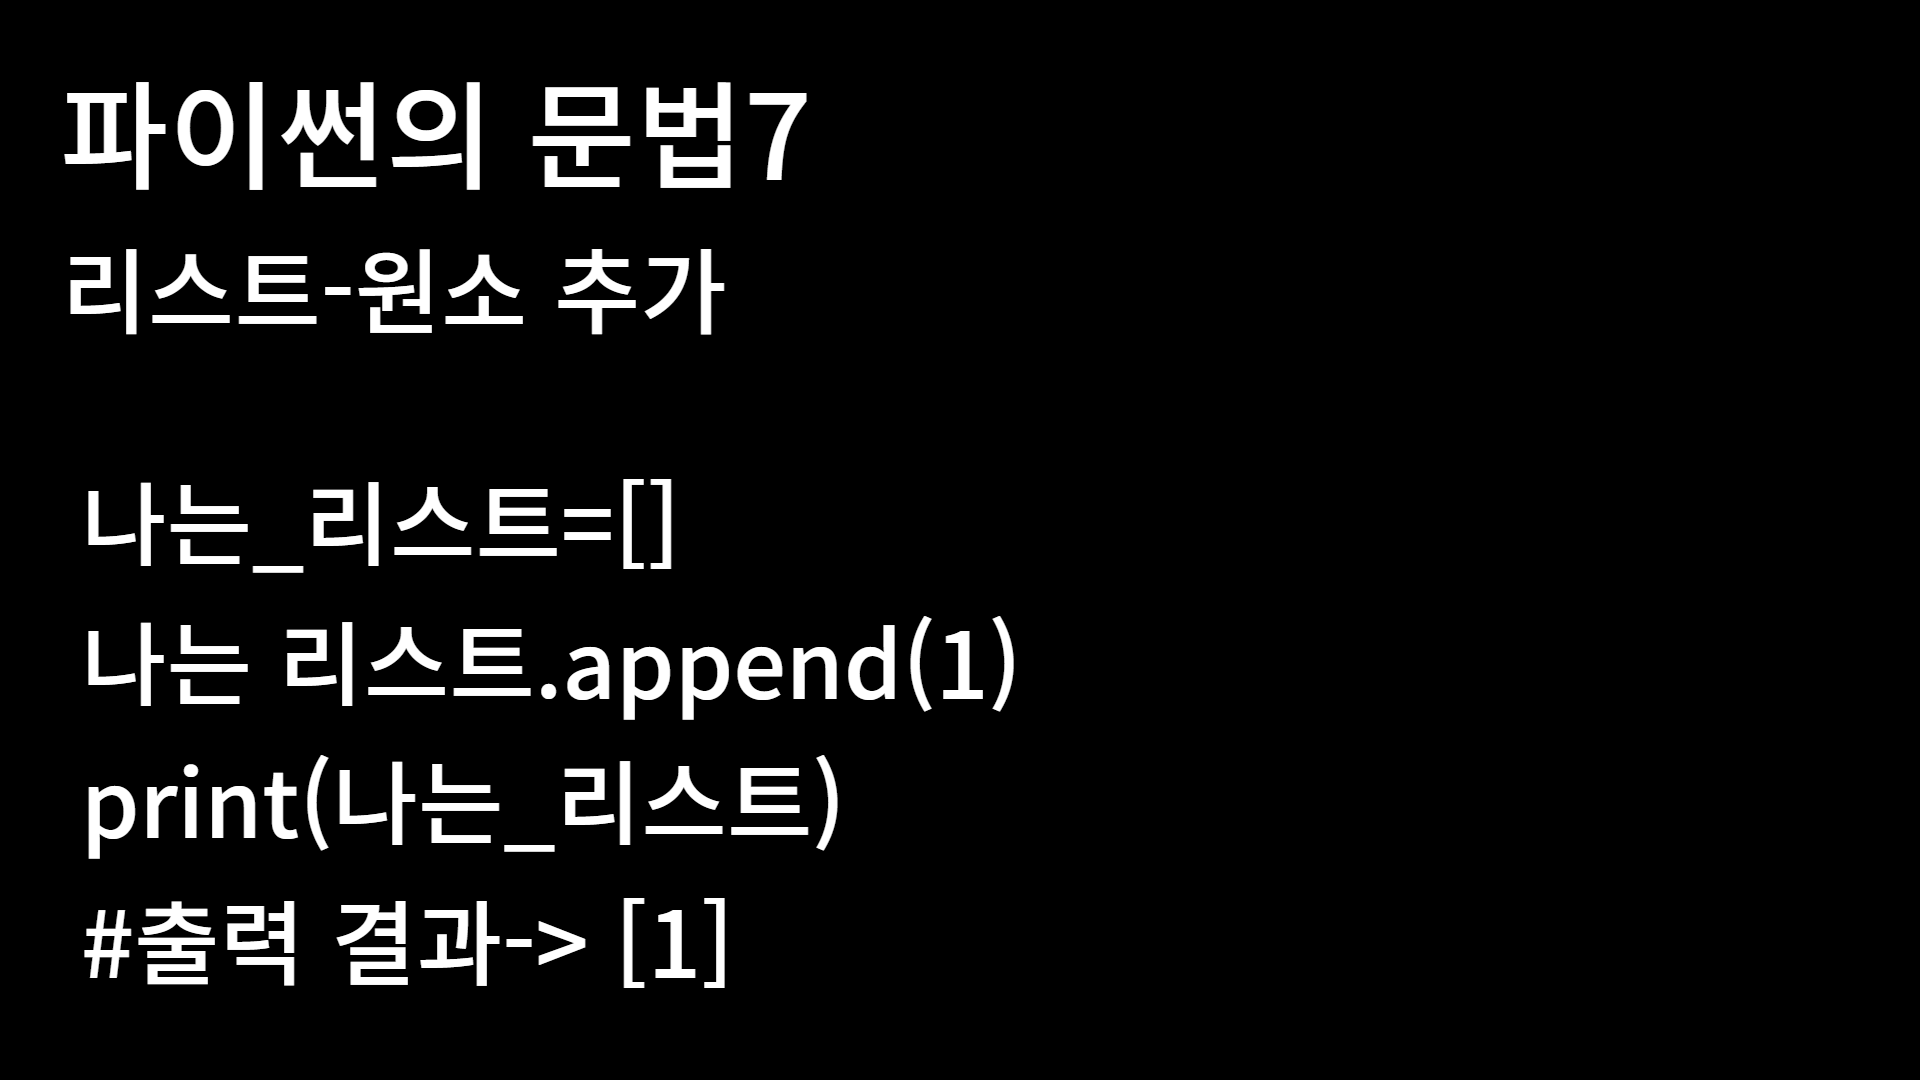 파이썬의 문법7
리스트-원소 추가
나는_리스트=[]
나는 리스트.append(1)
print(나는_리스트)
#출력 결과-> [1]